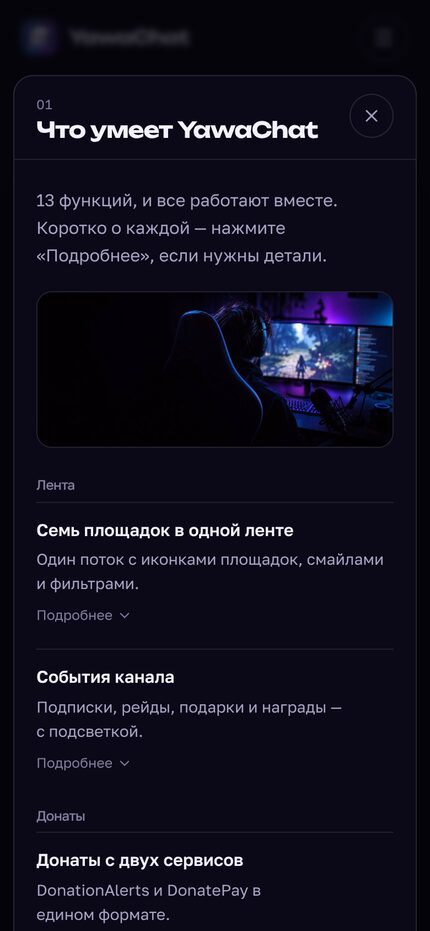 YawaChat
01
Что умеет YawaChat
13 функций, и все работают вместе.
Коротко о каждой — нажмите
«Подробнее», если нужны детали.
Лента
Семь площадок в одной ленте
Один поток с иконками площадок, смайлами
и фильтрами.
Подробнее
События канала
Подписки, рейды, подарки и награды —
с подсветкой.
Подробнее
Донаты
Донаты с двух сервисов
DonationAlerts и DonatePay в
едином формате.